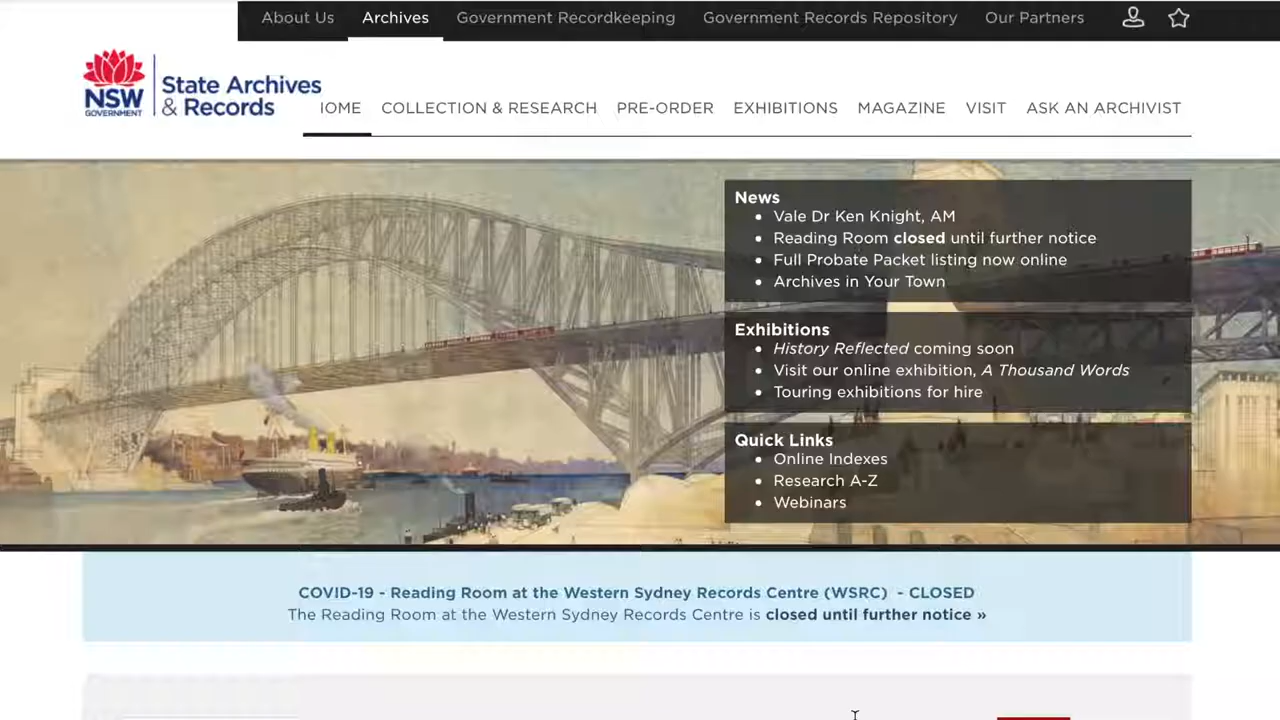 About Us Archives Government Recordkeeping Government Records Repository Our Partners
NSW
GOVERNMENT
State Archives
& Records
IOME COLLECTION & RESEARCH PRE-ORDER EXHIBITIONS MAGAZINE VISIT ASK AN ARCHIVIST
News
• Vale Dr Ken Knight, AM
• Reading Room closed until further notice
• Full Probate Packet listing now online
• Archives in Your Town
Exhibitions
• History Reflected coming soon
• Visit our online exhibition, A Thousand Words
• Touring exhibitions for hire
Quick Links
• Online Indexes
• Research A-Z
• Webinars
COVID-19 - Reading Room at the Western Sydney Records Centre (WSRC) - CLOSED
The Reading Room at the Western Sydney Records Centre is closed until further notice »